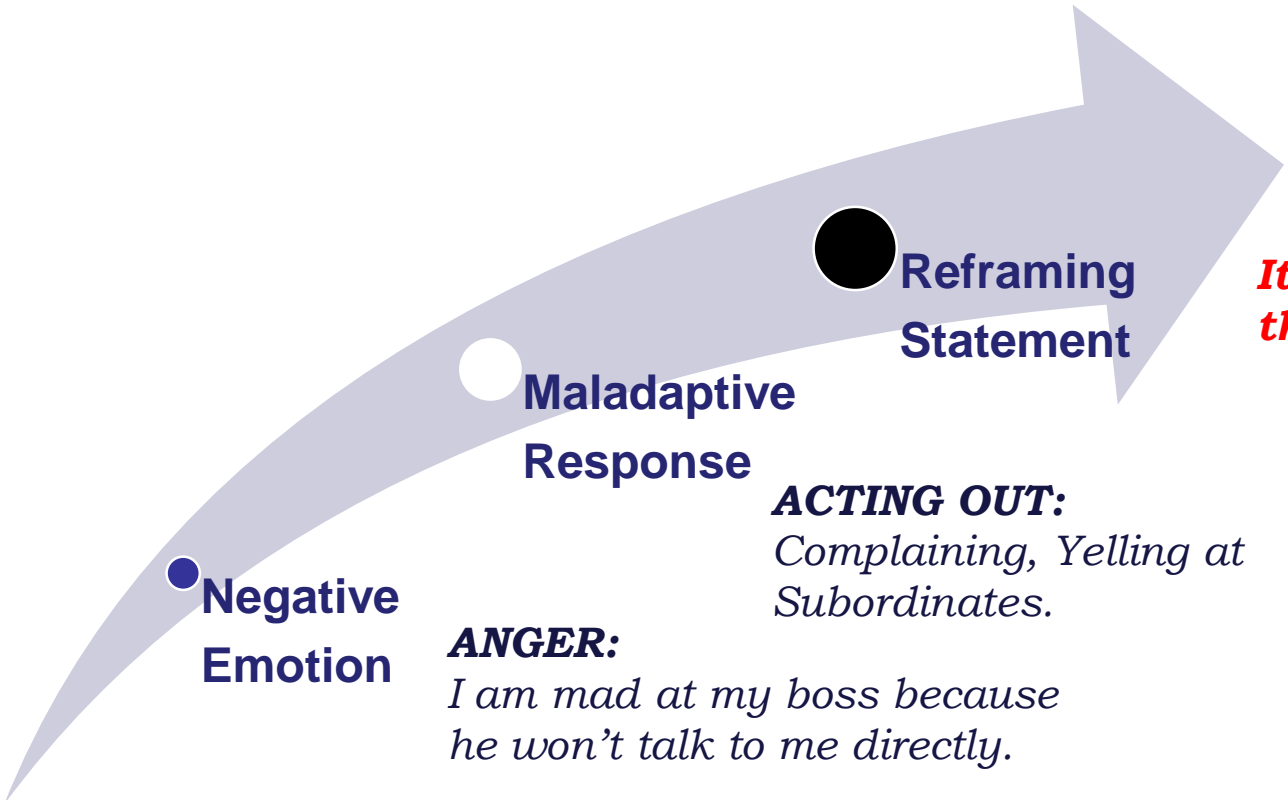 Reframing
Statement
It
Maladaptive
Response
ACTING OUT:
Complaining, Yelling at
Subordinates.
Negative
Emotion
ANGER:
I am mad at my boss because
he won’t talk to me directly.